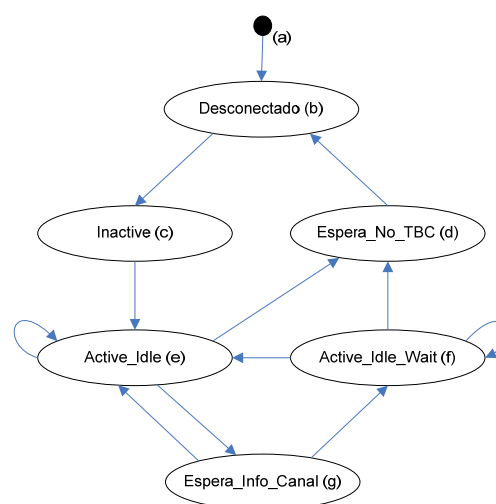 (a)
Desconectado (b)
Inactive (c)
Espera_No_TBC (d)
Active_Idle (e)
Active_Idle_Wait (f)
Espera_Info_Canal (g)